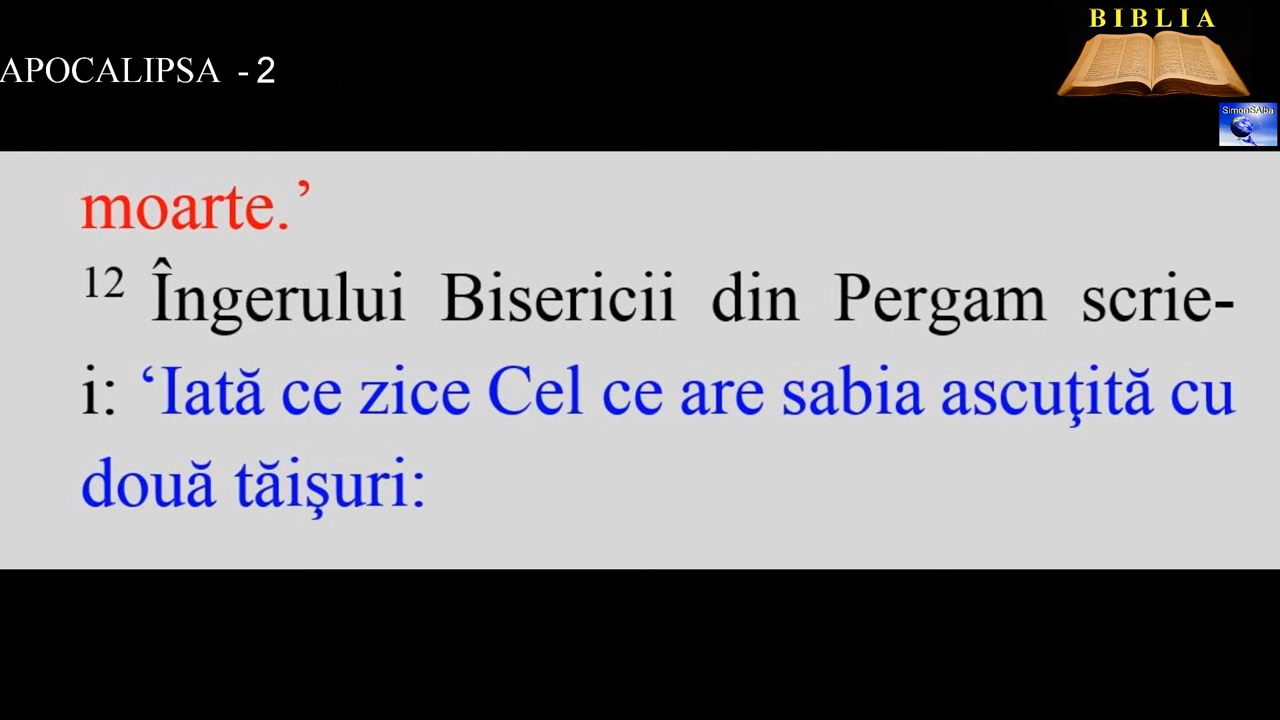 BIBLIA
APOCALIPSA - 2
SimonSAlba
moarte.’
12 Îngerului Bisericii din Pergam scrie-
i: ‘Iată ce zice Cel ce are sabia ascuţită cu
două tăişuri: